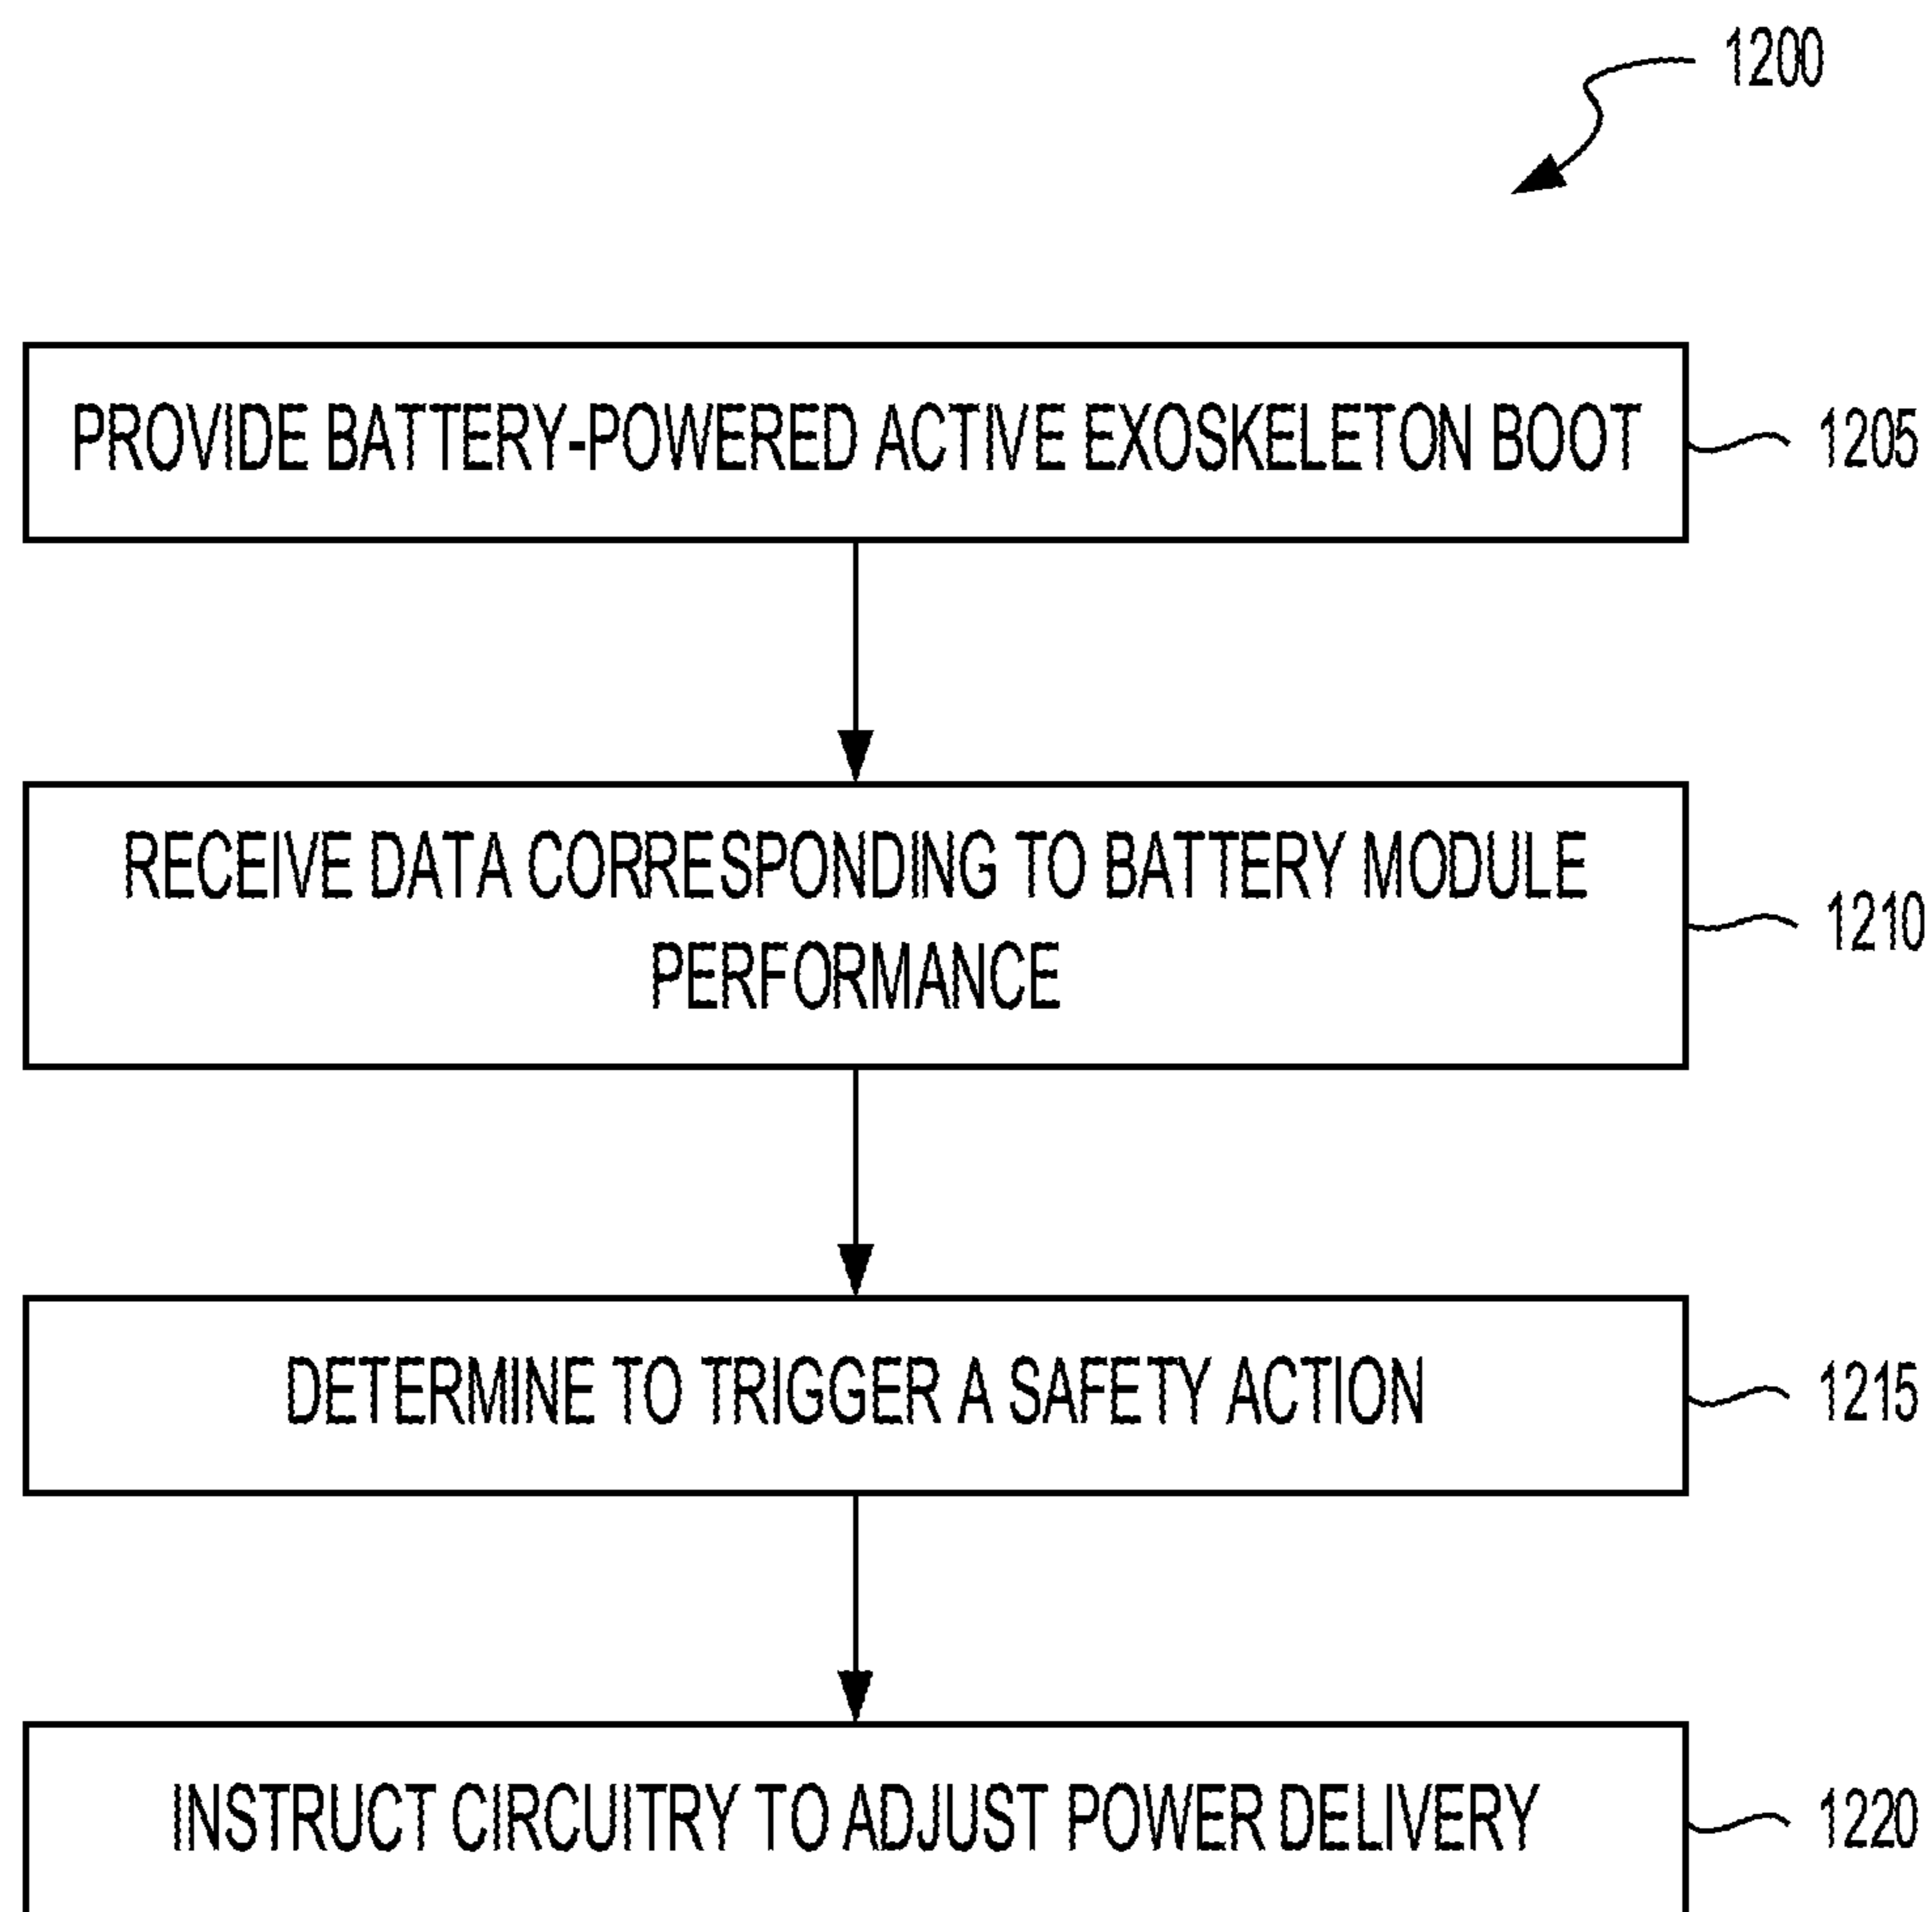 1200
PROVIDE BATTERY-POWERED ACTIVE EXOSKELETON BOOT
1205
RECEIVE DATA CORRESPONDING TO BATTERY MODULE
PERFORMANCE
1210
DETERMINE TO TRIGGER A SAFETY ACTION
1215
INSTRUCT CIRCUITRY TO ADJUST POWER DELIVERY
1220